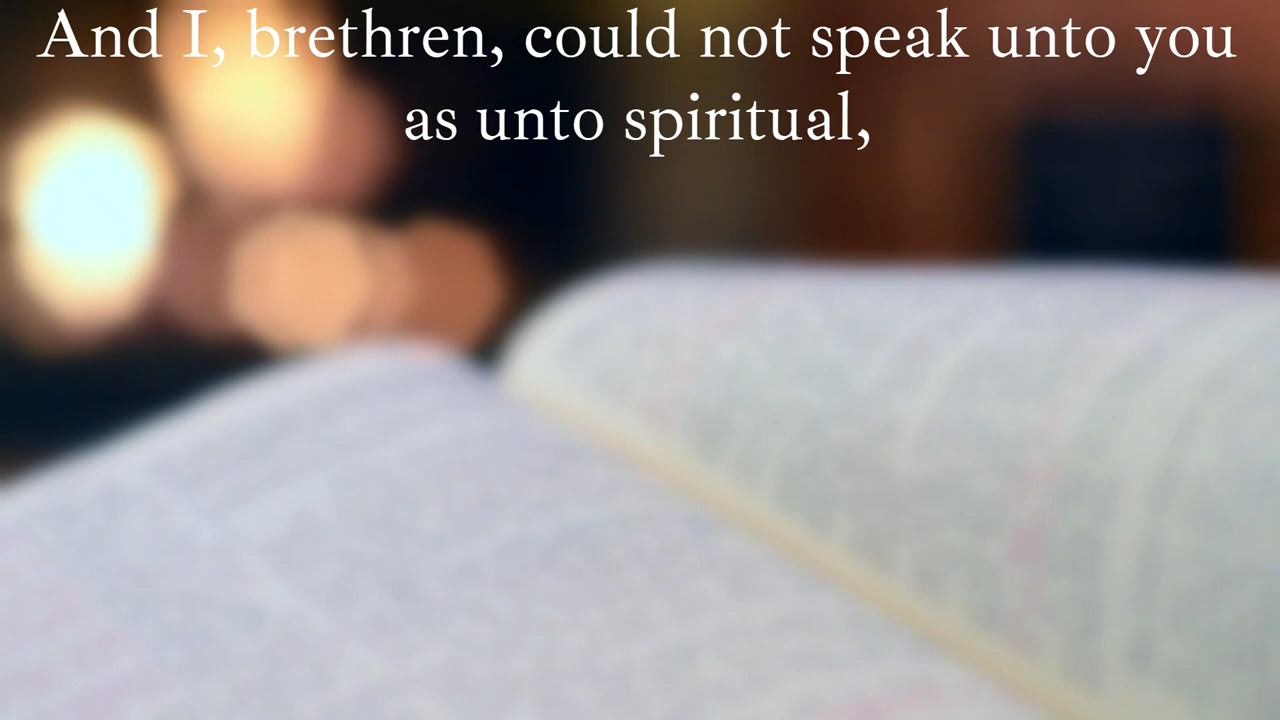 And I, brethren, could not speak unto you
as unto spiritual,